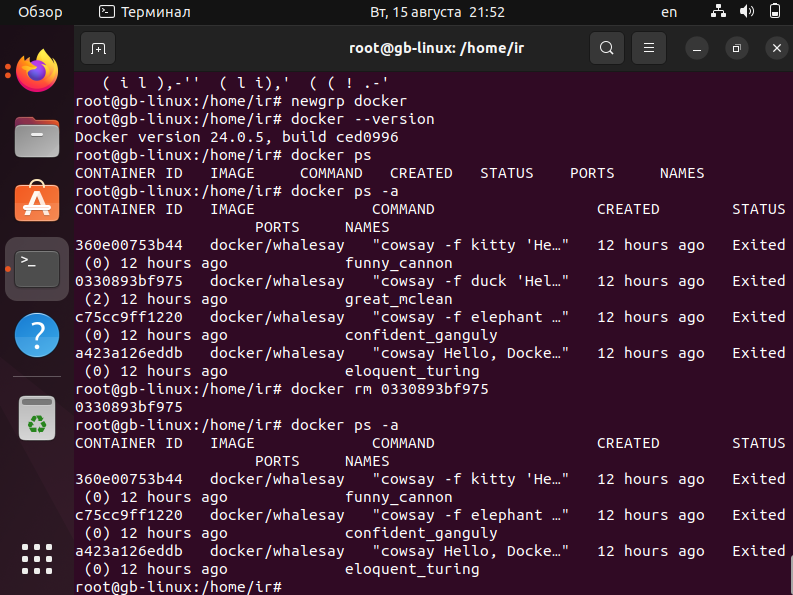 Обзор Терминал Вт, 15 августа 21:52 en
root@gb-linux: /home/ir
( i l ),-'' ( l i),' ( ( ! .-'
root@gb-linux:/home/ir# newgrp docker
root@gb-linux:/home/ir# docker --version
Docker version 24.0.5, build ced0996
root@gb-linux:/home/ir# docker ps
CONTAINER ID IMAGE COMMAND CREATED STATUS PORTS NAMES
root@gb-linux:/home/ir# docker ps -a
CONTAINER ID IMAGE COMMAND CREATED STATUS
PORTS NAMES
360e00753b44 docker/whalesay "cowsay -f kitty 'He…" 12 hours ago Exited
(0) 12 hours ago funny_cannon
0330893bf975 docker/whalesay "cowsay -f duck 'Hel…" 12 hours ago Exited
(2) 12 hours ago great_mclean
c75cc9ff1220 docker/whalesay "cowsay -f elephant …" 12 hours ago Exited
(0) 12 hours ago confident_ganguly
a423a126eddb docker/whalesay "cowsay Hello, Docke…" 12 hours ago Exited
(0) 12 hours ago eloquent_turing
root@gb-linux:/home/ir# docker rm 0330893bf975
0330893bf975
root@gb-linux:/home/ir# docker ps -a
CONTAINER ID IMAGE COMMAND CREATED STATUS
PORTS NAMES
360e00753b44 docker/whalesay "cowsay -f kitty 'He…" 12 hours ago Exited
(0) 12 hours ago funny_cannon
c75cc9ff1220 docker/whalesay "cowsay -f elephant …" 12 hours ago Exited
(0) 12 hours ago confident_ganguly
a423a126eddb docker/whalesay "cowsay Hello, Docke…" 12 hours ago Exited
(0) 12 hours ago eloquent_turing
root@gb-linux:/home/ir#